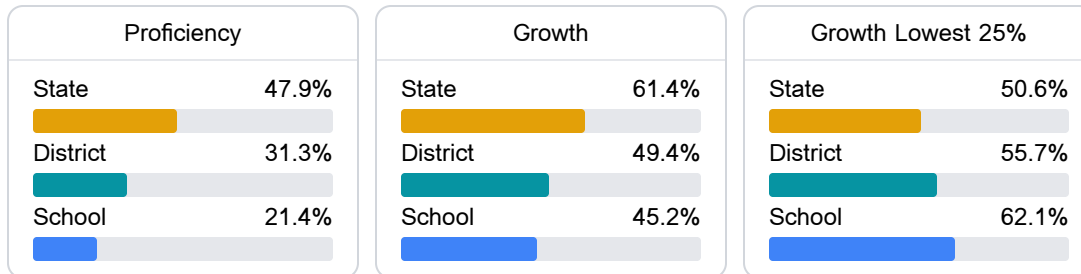 Proficiency
State 47.9%
District 31.3%
School 21.4%
Growth
State 61.4%
District 49.4%
School 45.2%
Growth Lowest 25%
State 50.6%
District 55.7%
School 62.1%